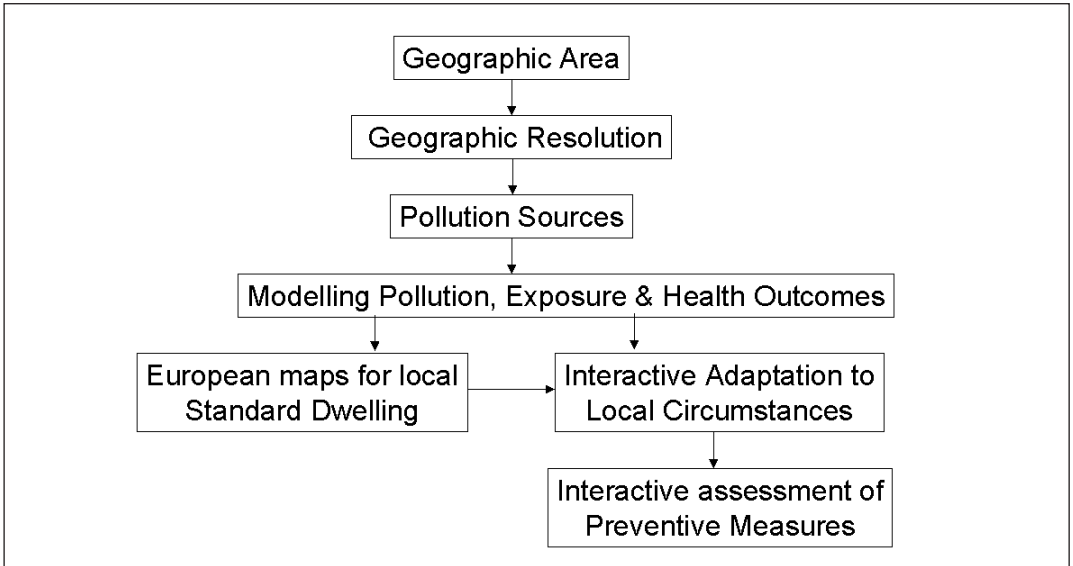 Geographic Area
Geographic Resolution
Pollution Sources
Modelling Pollution, Exposure & Health Outcomes
European maps for local
Standard Dwelling
Interactive Adaptation to
Local Circumstances
Interactive assessment of
Preventive Measures